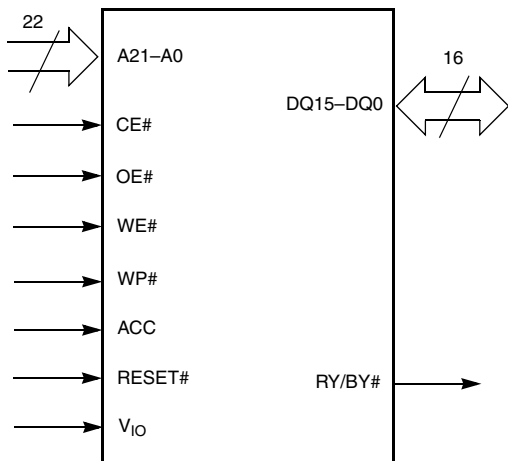 22
A21–A0
16
DQ15–DQ0
CE#
OE#
WE#
WP#
ACC
RESET#
RY/BY#
VIO